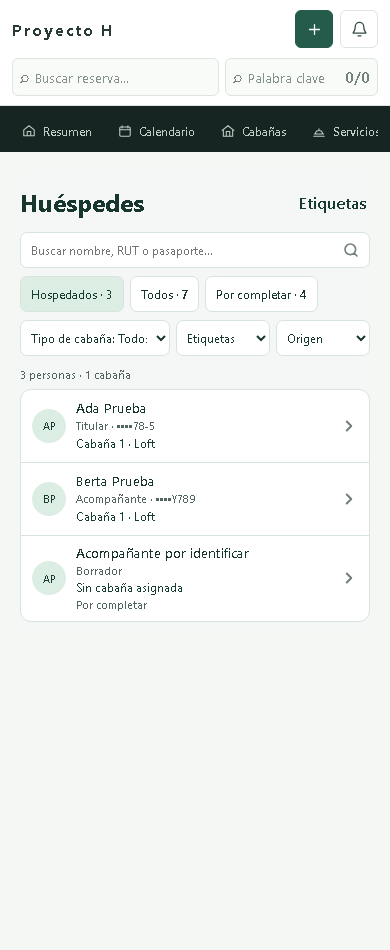 Proyecto H
+
Buscar reserva...
Palabra clave 0/0
Resumen Calendario Cabañas Servicios
Huéspedes
Etiquetas
Buscar nombre, RUT o pasaporte...
Hospedados · 3 Todos · 7 Por completar · 4
Tipo de cabaña: Todo: Etiquetas Origen
3 personas · 1 cabaña
AP
Ada Prueba
Titular · ••••78-5
Cabaña 1 · Loft
BP
Berta Prueba
Acompañante · ••••Y789
Cabaña 1 · Loft
AP
Acompañante por identificar
Borrador
Sin cabaña asignada
Por completar